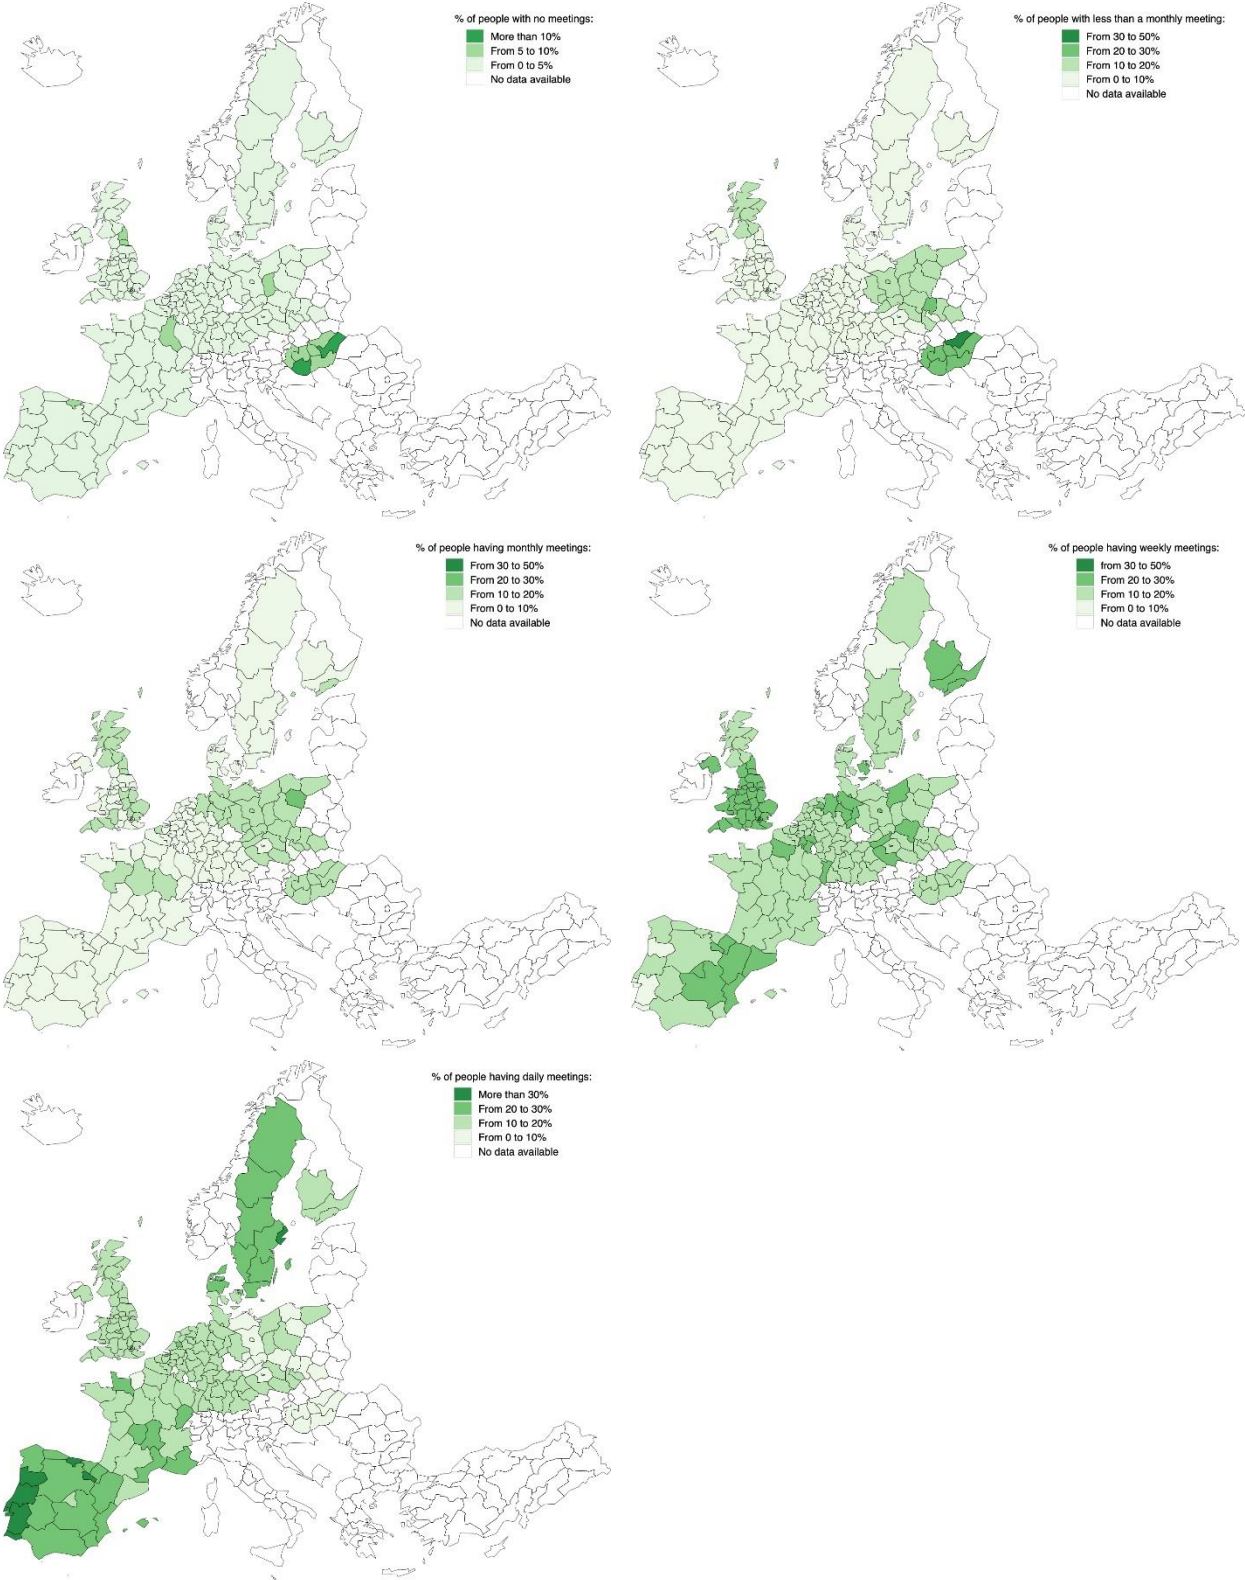 % of people with no meetings:
More than 10%
From 5 to 10%
From 0 to 5%
No data available
% of people with less than a monthly meeting:
From 30 to 50%
From 20 to 30%
From 10 to 20%
From 0 to 10%
No data available
% of people having monthly meetings:
From 30 to 50%
From 20 to 30%
From 10 to 20%
From 0 to 10%
No data available
% of people having weekly meetings:
from 30 to 50%
From 20 to 30%
From 10 to 20%
From 0 to 10%
No data available
% of people having daily meetings:
More than 30%
From 20 to 30%
From 10 to 20%
From 0 to 10%
No data available